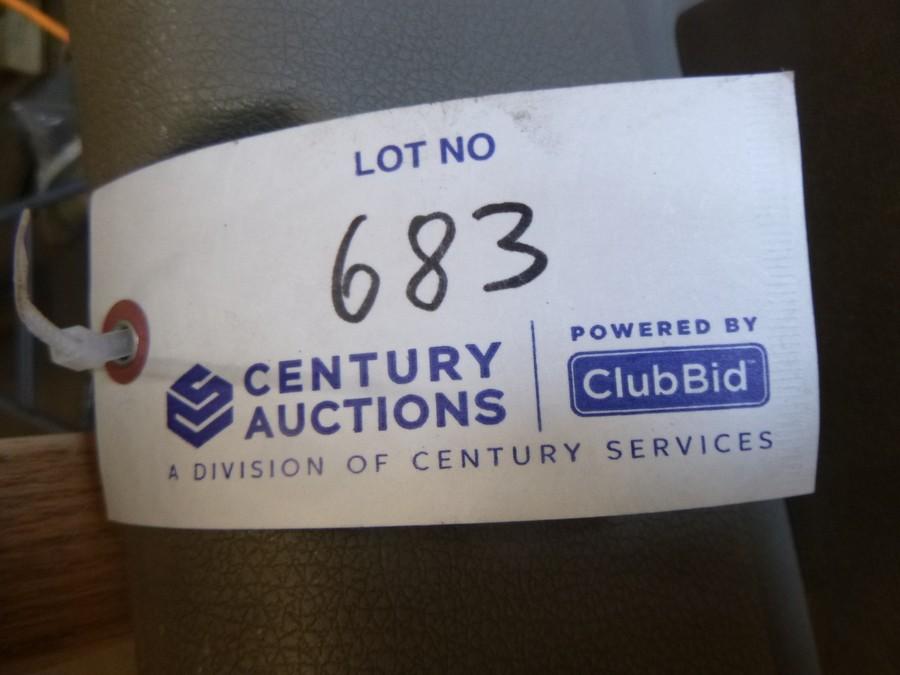 LOT NO
683
CENTURY
AUCTIONS
A DIVISION OF CENTURY SERVICES
POWERED BY
ClubBid™